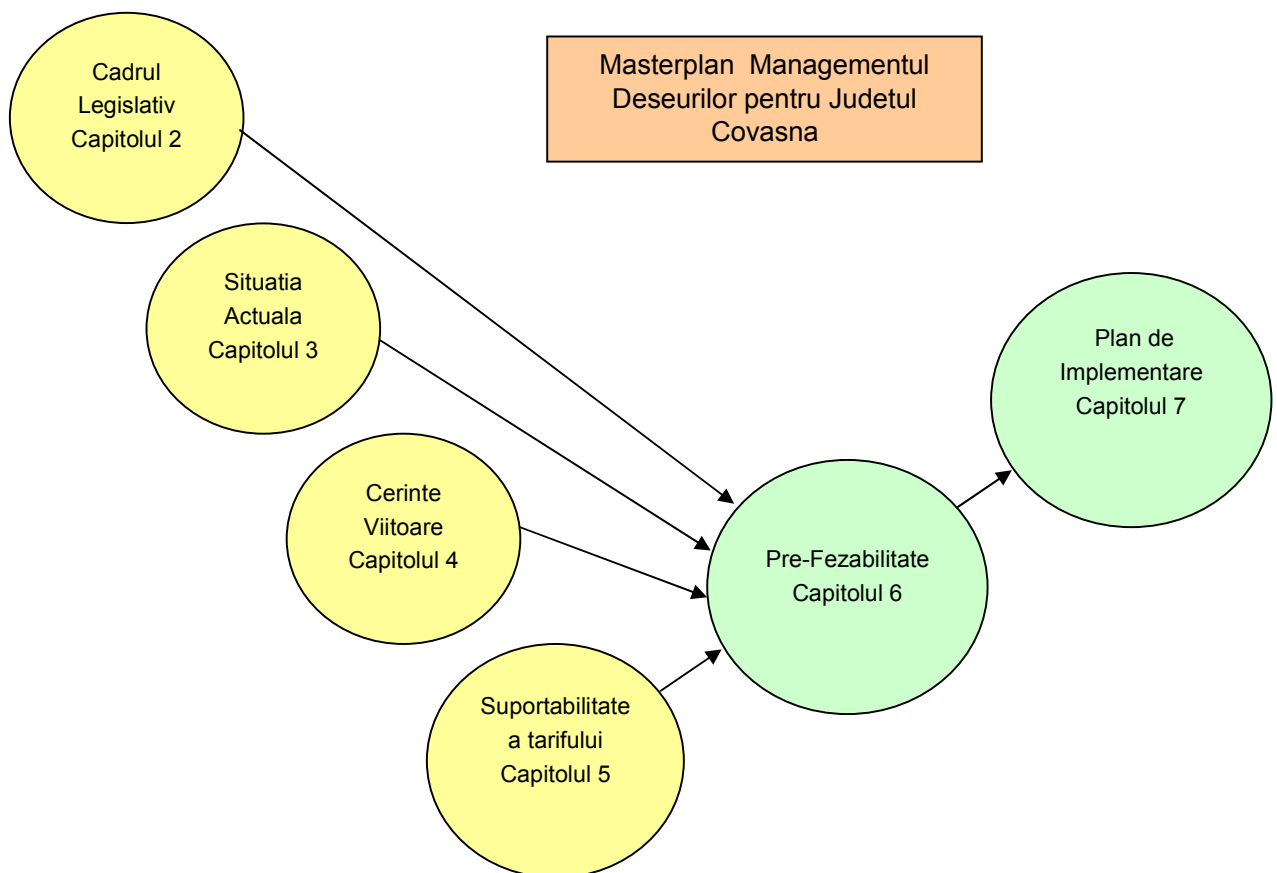 Cadrul
Legislativ
Capitolul 2
Masterplan Managementul
Deseurilor pentru Judetul
Covasna
Situatia
Actuala
Capitolul 3
Cerinte
Viitoare
Capitolul 4
Suportabilitate
a tarifului
Capitolul 5
Pre-Fezabilitate
Capitolul 6
Plan de
Implementare
Capitolul 7